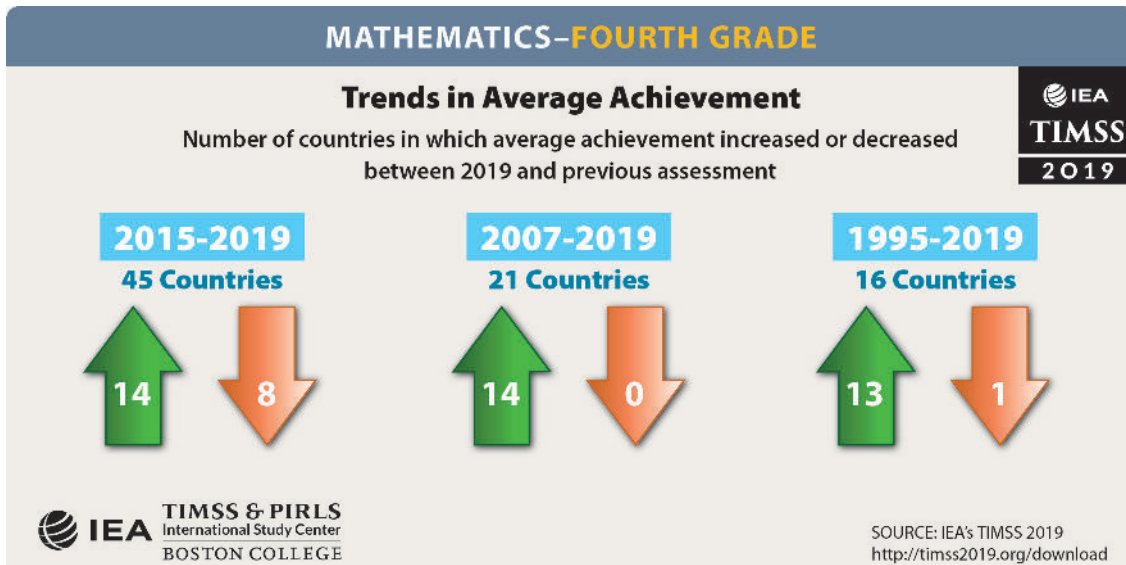 MATHEMATICS–FOURTH GRADE
Trends in Average Achievement
Number of countries in which average achievement increased or decreased
between 2019 and previous assessment
IEA
TIMSS
2019
2015-2019
45 Countries
14
8
2007-2019
21 Countries
14
0
1995-2019
16 Countries
13
1
IEA
TIMSS & PIRLS
International Study Center
BOSTON COLLEGE
SOURCE: IEA's TIMSS 2019
http://timss2019.org/download